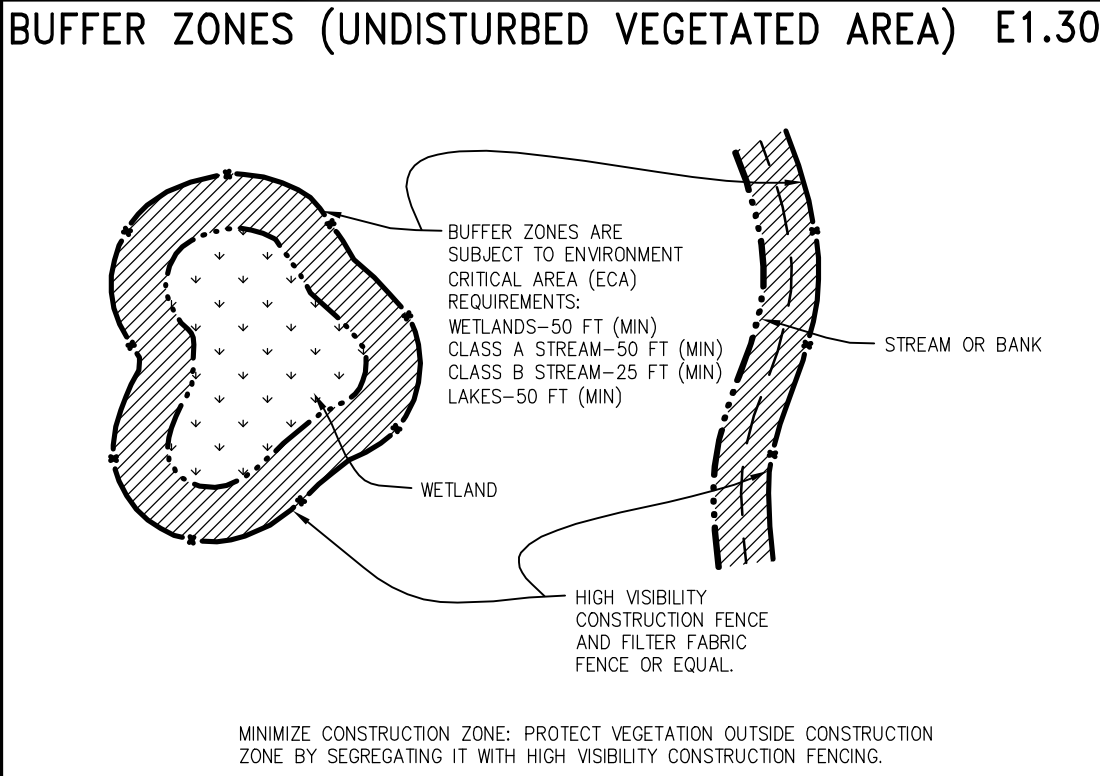 BUFFER ZONES (UNDISTURBED VEGETATED AREA) E1.30
BUFFER ZONES ARE
SUBJECT TO ENVIRONMENT
CRITICAL AREA (ECA)
REQUIREMENTS:
WETLANDS-50 FT (MIN)
CLASS A STREAM-50 FT (MIN)
CLASS B STREAM-25 FT (MIN)
LAKES-50 FT (MIN)
STREAM OR BANK
WETLAND
HIGH VISIBILITY
CONSTRUCTION FENCE
AND FILTER FABRIC
FENCE OR EQUAL.
MINIMIZE CONSTRUCTION ZONE: PROTECT VEGETATION OUTSIDE CONSTRUCTION
ZONE BY SEGREGATING IT WITH HIGH VISIBILITY CONSTRUCTION FENCING.